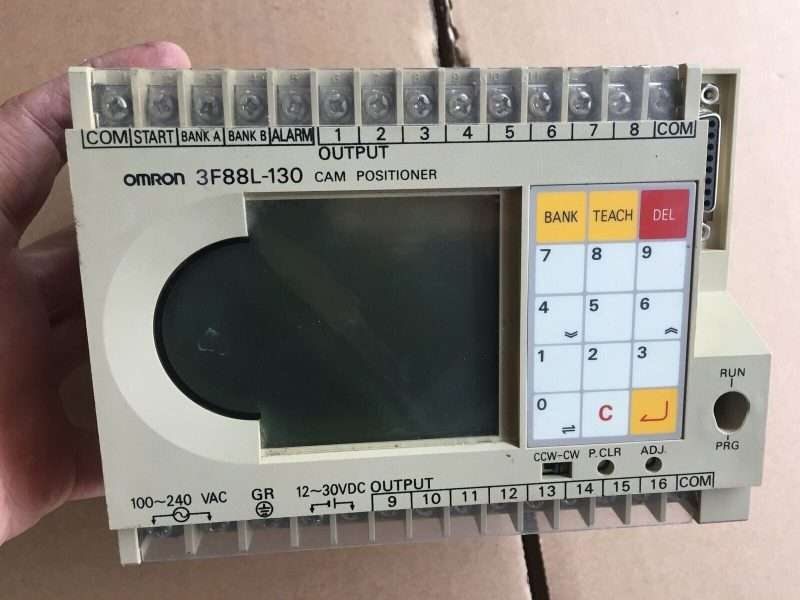 COM START BANK A BANK B ALARM 1 2 3 4 5 6 7 8 COM
OUTPUT
OMRON 3F88L-130 CAM POSITIONER
BANK TEACH DEL
7 8 9
4 5 6
1 2 3
0 C
RUN
PRG
CCW-CW P.CLR ADJ.
100~240 VAC GR 12~30VDC OUTPUT
9 10 11 12 13 14 15 16 COM